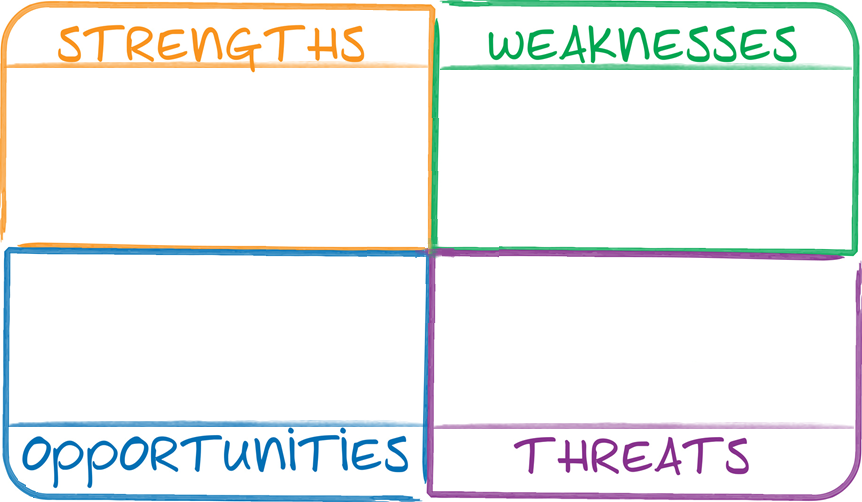 STRENGTHS
WEAKNESSES
OPPORTUNITIES
THREATS